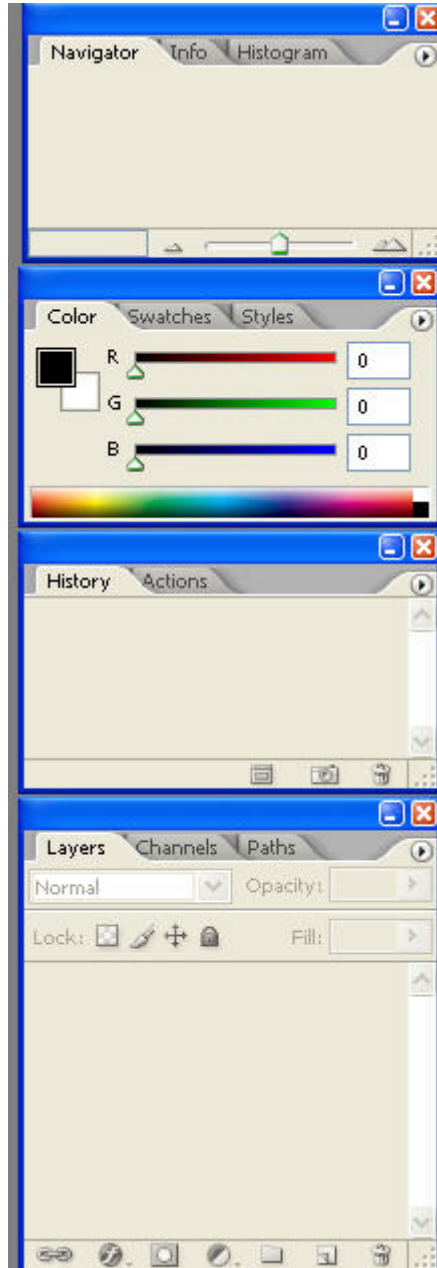 Navigator Info Histogram
Color Swatches Styles
R 0
G 0
B 0
History Actions
Layers Channels Paths
Normal Opacity:
Lock: Fill: